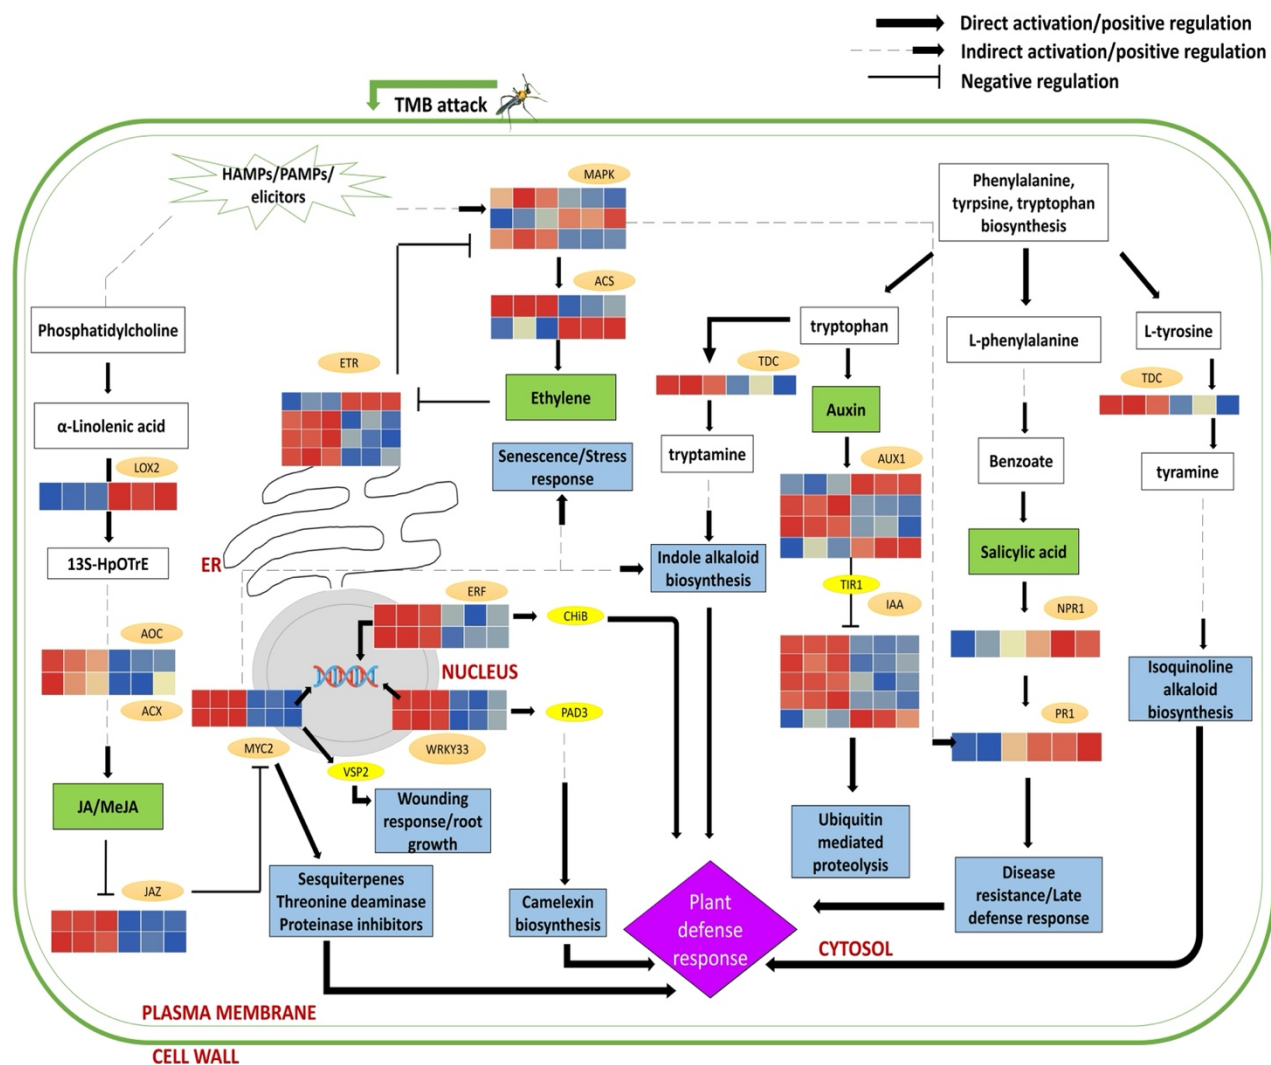 Direct activation/positive regulation
Indirect activation/positive regulation
Negative regulation
TMB attack
HAMPs/PAMPs/
elicitors
MAPK
Phenylalanine,
tyrpsine, tryptophan
biosynthesis
ACS
Phosphatidylcholine
tryptophan
L-phenylalanine
L-tyrosine
ETR
TDC
TDC
Ethylene
Auxin
α-Linolenic acid
LOX2
Senescence/Stress
response
tryptamine
AUX1
Benzoate
tyramine
13S-HpOTrE
ER
Indole alkaloid
biosynthesis
Salicylic acid
TIR1
ERF
CHiB
IAA
NPR1
AOC
NUCLEUS
Isoquinoline
alkaloid
biosynthesis
ACX
PAD3
PR1
MYC2
WRKY33
VSP2
JA/MeJA
Wounding
response/root
growth
Ubiquitin
mediated
proteolysis
JAZ
Sesquiterpenes
Threonine deaminase
Proteinase inhibitors
Camelexin
biosynthesis
Plant
defense
response
Disease
resistance/Late
defense response
CYTOSOL
PLASMA MEMBRANE
CELL WALL